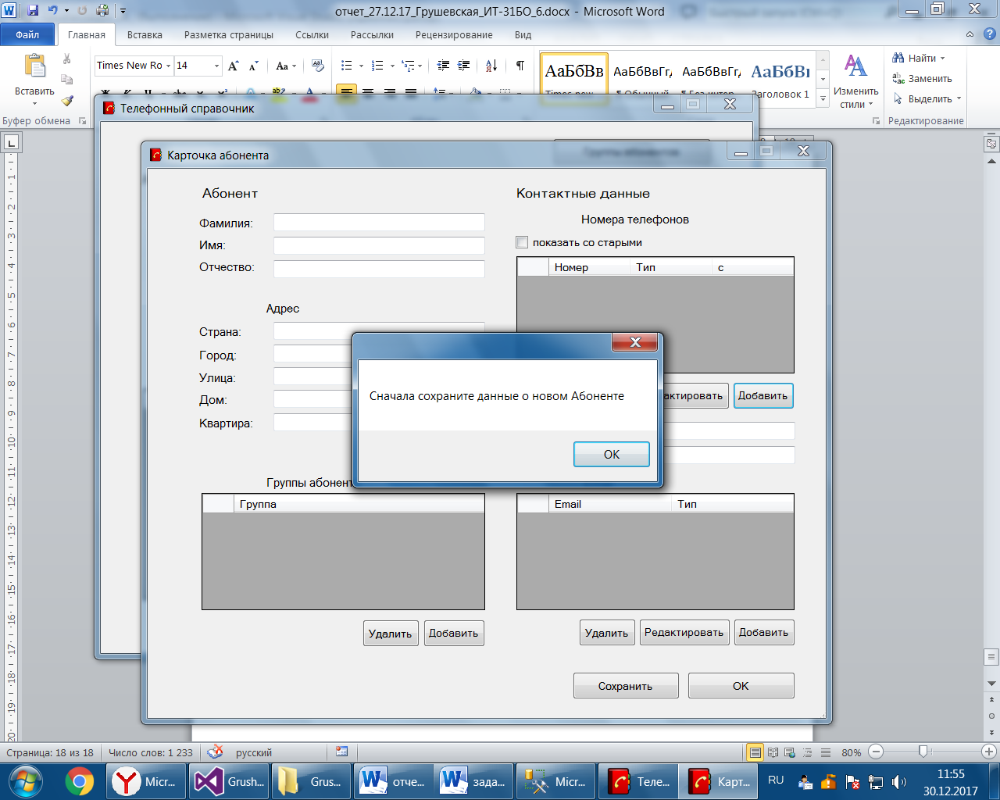 отчет_27.12.17_Грушевская_ИТ-31БО_6.docx - Microsoft Word
Файл
Главная
Вставка
Разметка страницы
Ссылки
Рассылки
Рецензирование
Вид
Times New Ro
14
Вставить
Буфер обмена
АаБбВв
АаБбВвГг,
АаБбВвГг,
Заголовок 1
Изменить стили
Найти
Заменить
Выделить
Редактирование
Телефонный справочник
Карточка абонента
Абонент
Фамилия:
Имя:
Отчество:
Адрес
Страна:
Город:
Улица:
Дом:
Квартира:
Контактные данные
Номера телефонов
показать со старыми
Номер Тип с
Добавить
Сначала сохраните данные о новом Абоненте
OK
Группа
Удалить Добавить
Email Тип
Удалить Редактировать Добавить
Сохранить OK
Страница: 18 из 18
Число слов: 1 233
русский
80%
Micr...
Grush...
Grus...
отче...
зада...
Micr...
Теле...
Карт...
RU
11:55
30.12.2017